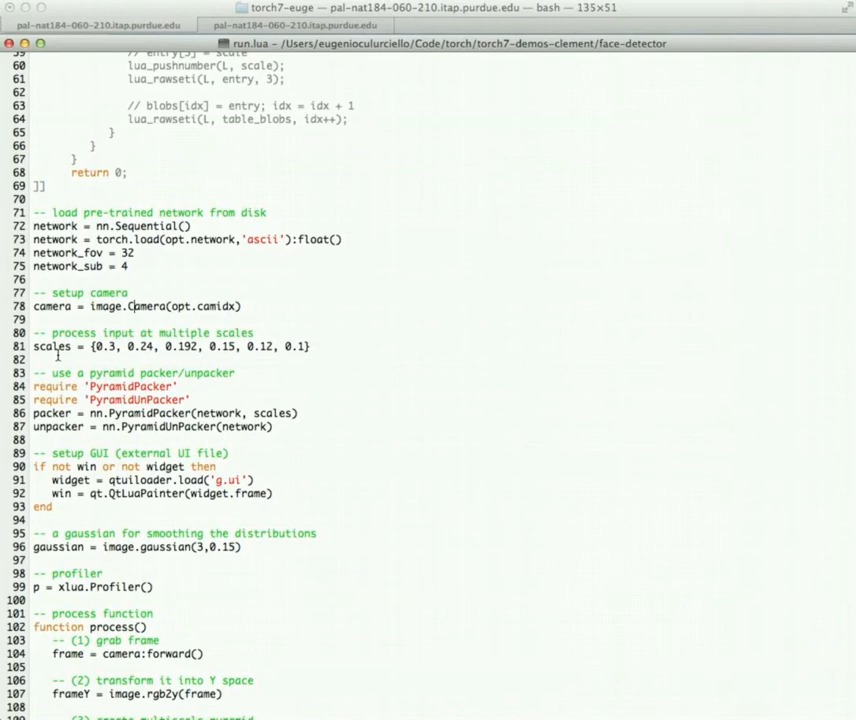 torch7-euge — pal-nat184-060-210.itap.purdue.edu — bash — 135×51
pal-nat184-060-210.itap.purdue.edu pal-nat184-060-210.itap.purdue.edu
run.lua - /Users/eugenioculurciello/Code/torch/torch7-demos-clement/face-detector
59 // entry[3] = scale
60 lua_pushnumber(L, scale);
61 lua_rawseti(L, entry, 3);
62
63 // blobs[idx] = entry; idx = idx + 1
64 lua_rawseti(L, table_blobs, idx++);
65 }
66 }
67 }
68 return 0;
69 ]]
70
71 -- load pre-trained network from disk
72 network = nn.Sequential()
73 network = torch.load(opt.network,'ascii'):float()
74 network_fov = 32
75 network_sub = 4
76
77 -- setup camera
78 camera = image.Camera(opt.camidx)
79
80 -- process input at multiple scales
81 scales = {0.3, 0.24, 0.192, 0.15, 0.12, 0.1}
82
83 -- use a pyramid packer/unpacker
84 require 'PyramidPacker'
85 require 'PyramidUnPacker'
86 packer = nn.PyramidPacker(network, scales)
87 unpacker = nn.PyramidUnPacker(network)
88
89 -- setup GUI (external UI file)
90 if not win or not widget then
91 widget = qtuiloader.load('g.ui')
92 win = qt.QtLuaPainter(widget.frame)
93 end
94
95 -- a gaussian for smoothing the distributions
96 gaussian = image.gaussian(3,0.15)
97
98 -- profiler
99 p = xlua.Profiler()
100
101 -- process function
102 function process()
103 -- (1) grab frame
104 frame = camera:forward()
105
106 -- (2) transform it into Y space
107 frameY = image.rgb2y(frame)
108
109 -- (3) create multiscale pyramid